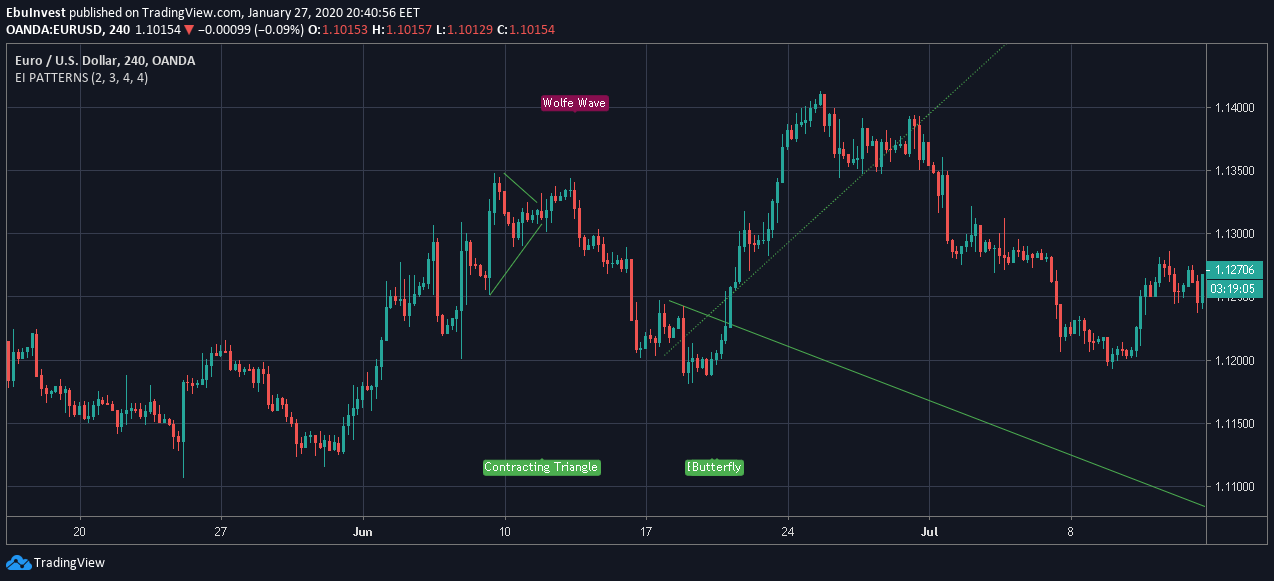 EbuInvest published on TradingView.com, January 27, 2020 20:40:56 EET
OANDA:EURUSD, 240 1.10154 ▼ −0.00099 (−0.09%) O:1.10153 H:1.10157 L:1.10129 C:1.10154
Euro / U.S. Dollar, 240, OANDA
EI PATTERNS (2, 3, 4, 4)
Wolfe Wave
1.14000
1.13500
1.13000
1.12706
03:19:05
1.12500
1.12000
1.11500
Contracting Triangle
Butterfly
1.11000
20 27 Jun 10 17 24 Jul 8
TradingView